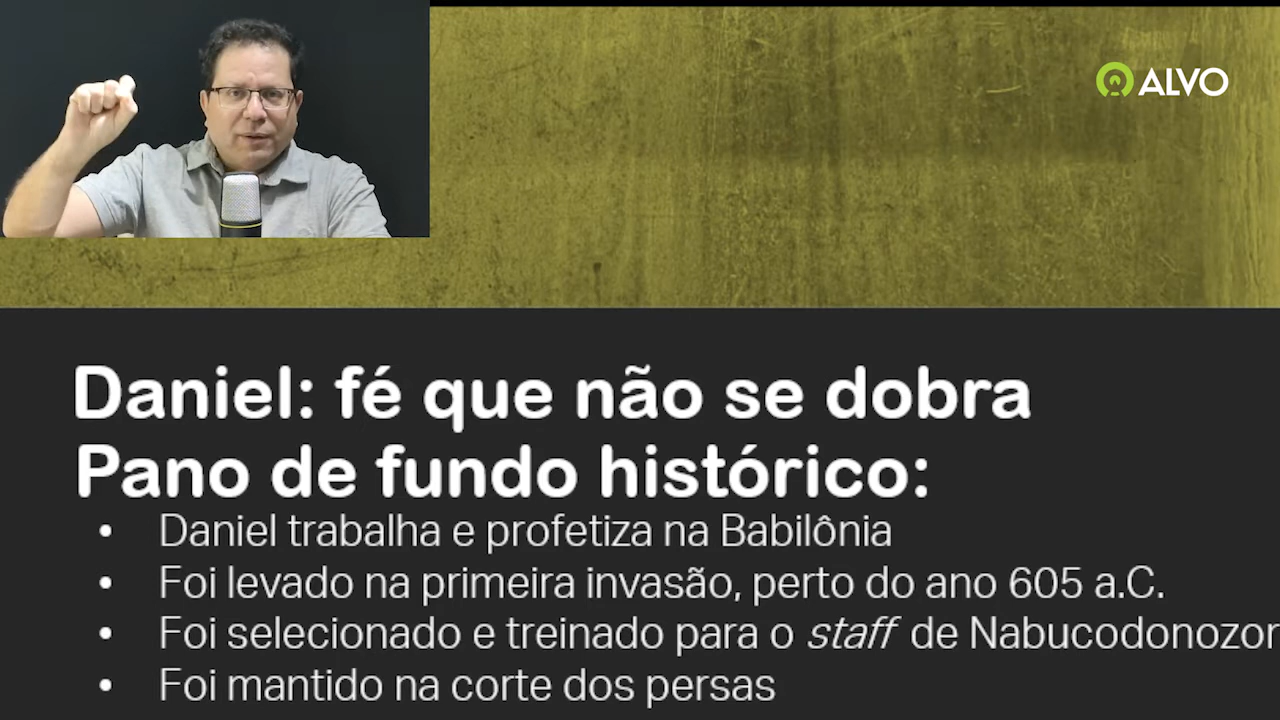 ALVO
Daniel: fé que não se dobra
Pano de fundo histórico:
• Daniel trabalha e profetiza na Babilônia
• Foi levado na primeira invasão, perto do ano 605 a.C.
• Foi selecionado e treinado para o staff de Nabucodonozor
• Foi mantido na corte dos persas